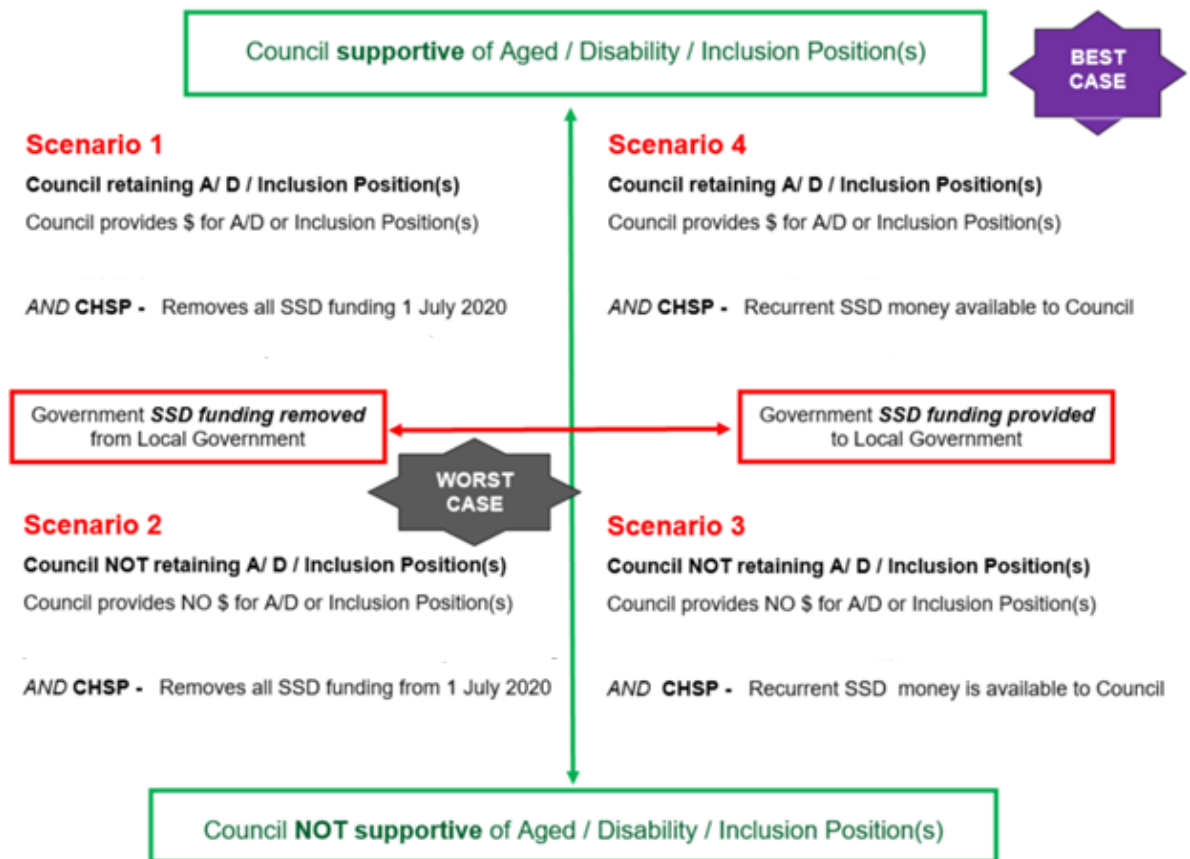 Council supportive of Aged / Disability / Inclusion Position(s)
BEST
CASE
Scenario 1
Council retaining A/ D / Inclusion Position(s)
Council provides $ for A/D or Inclusion Position(s)
AND CHSP - Removes all SSD funding 1 July 2020
Scenario 4
Council retaining A/ D / Inclusion Position(s)
Council provides $ for A/D or Inclusion Position(s)
AND CHSP - Recurrent SSD money available to Council
Government SSD funding removed
from Local Government
Government SSD funding provided
to Local Government
WORST
CASE
Scenario 2
Council NOT retaining A/ D / Inclusion Position(s)
Council provides NO $ for A/D or Inclusion Position(s)
AND CHSP - Removes all SSD funding from 1 July 2020
Scenario 3
Council NOT retaining A/ D / Inclusion Position(s)
Council provides NO $ for A/D or Inclusion Position(s)
AND CHSP - Recurrent SSD money is available to Council
Council NOT supportive of Aged / Disability / Inclusion Position(s)